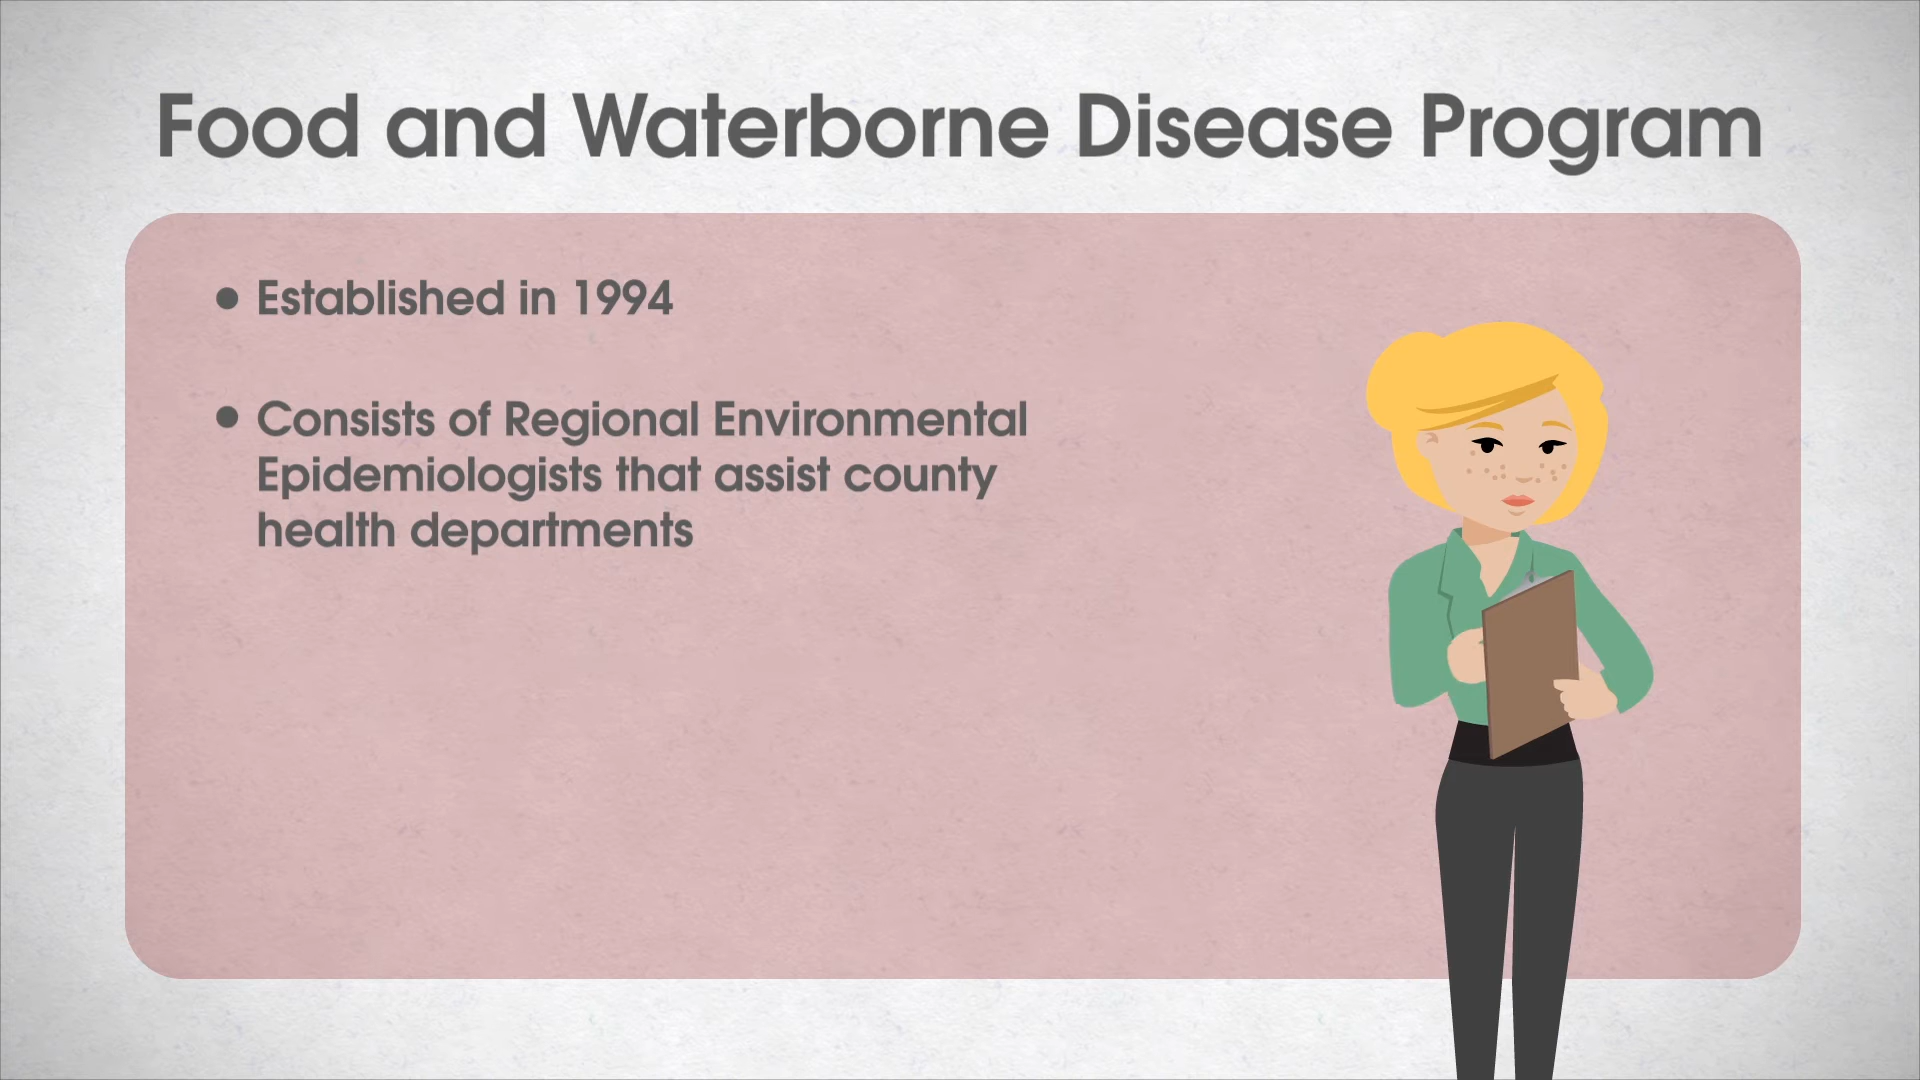 Food and Waterborne Disease Program
• Established in 1994
• Consists of Regional Environmental
Epidemiologists that assist county
health departments